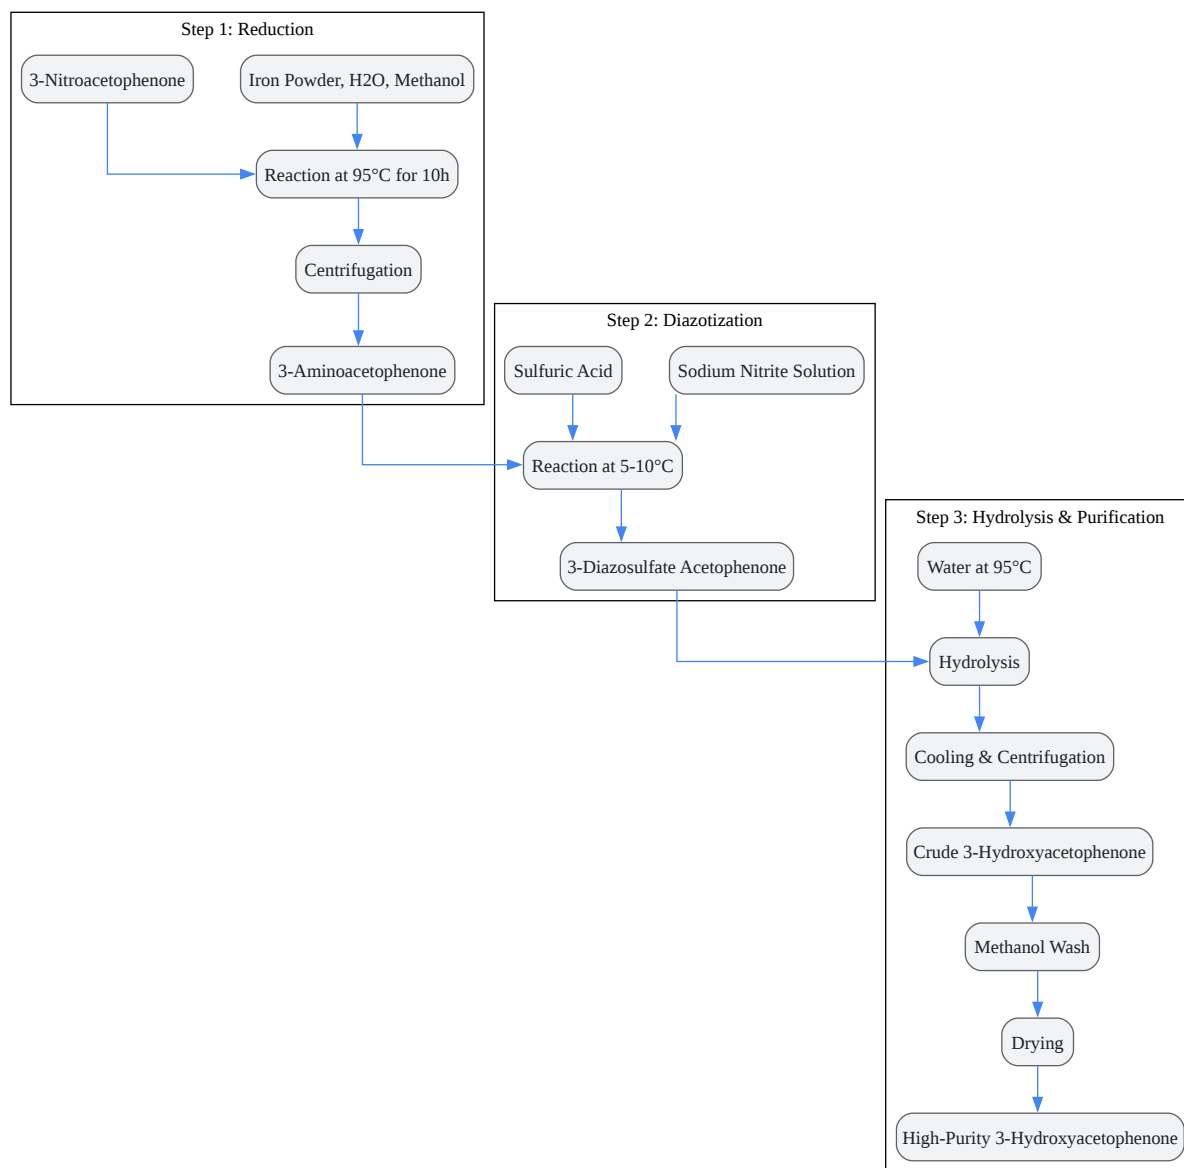 Step 1: Reduction
3-Nitroacetophenone
Iron Powder, H2O, Methanol
Reaction at 95°C for 10h
Centrifugation
3-Aminoacetophenone
Step 2: Diazotization
Sulfuric Acid
Sodium Nitrite Solution
Reaction at 5-10°C
3-Diazosulfate Acetophenone
Step 3: Hydrolysis & Purification
Water at 95°C
Hydrolysis
Cooling & Centrifugation
Crude 3-Hydroxyacetophenone
Methanol Wash
Drying
High-Purity 3-Hydroxyacetophenone